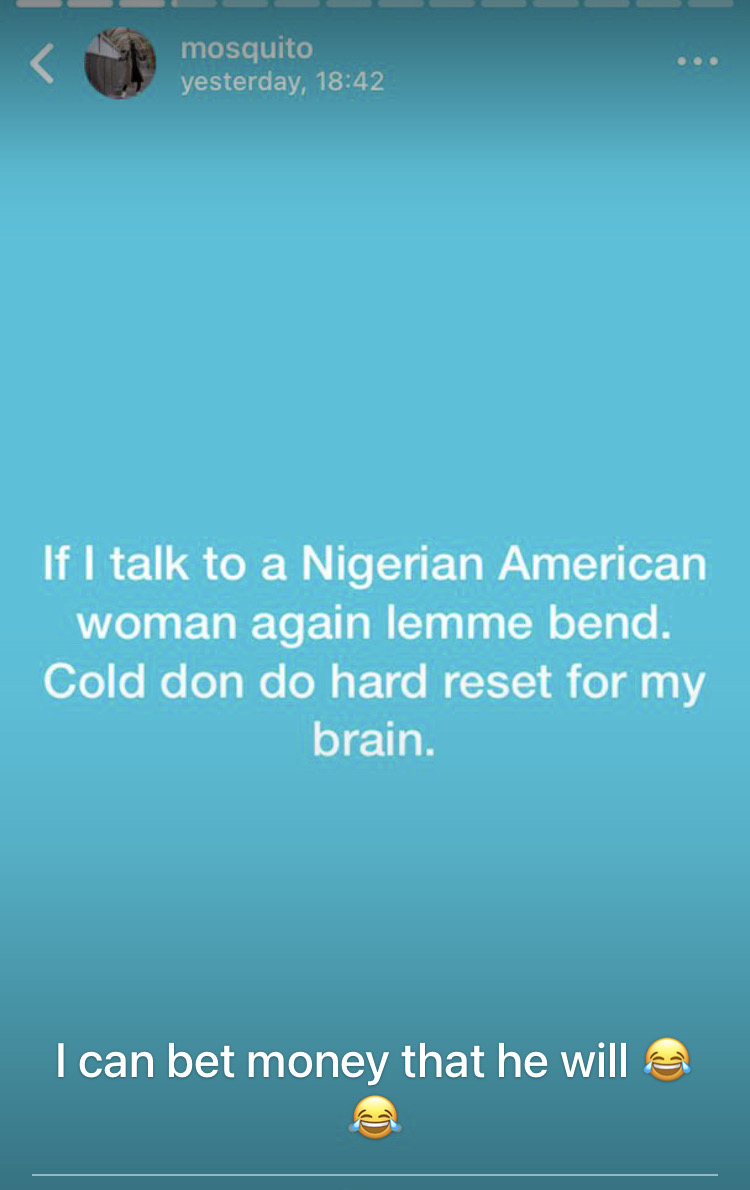 mosquito
yesterday, 18:42
If I talk to a Nigerian American
woman again lemme bend.
Cold don do hard reset for my
brain.
I can bet money that he will 😂
😂